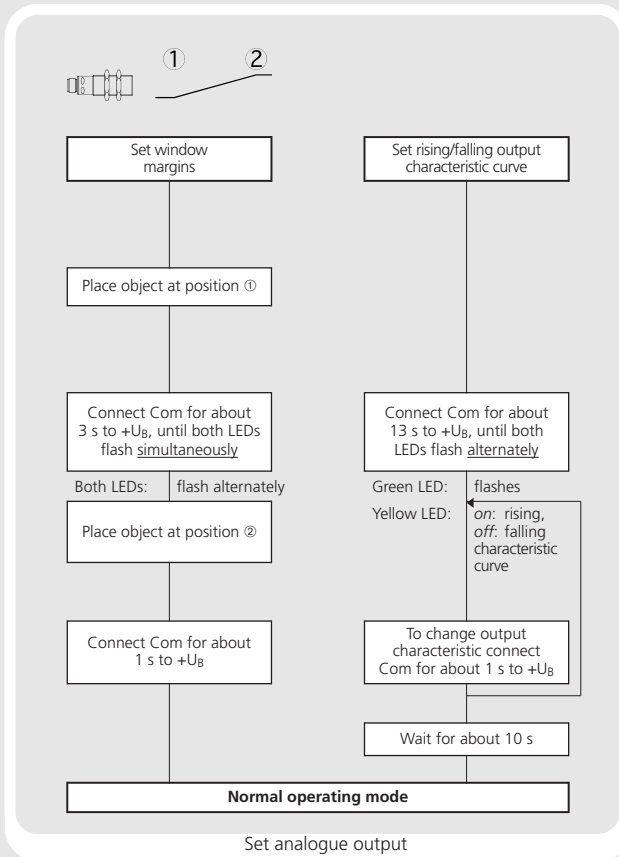 ① ②
Set window
margins
Place object at position ①
Connect Com for about
3 s to +U_B, until both LEDs
flash simultaneously
Both LEDs: flash alternately
Place object at position ②
Connect Com for about
1 s to +U_B
Set rising/falling output
characteristic curve
Connect Com for about
13 s to +U_B, until both
LEDs flash alternately
Green LED: flashes
Yellow LED: on: rising,
off: falling
characteristic
curve
To change output
characteristic connect
Com for about 1 s to +U_B
Wait for about 10 s
Normal operating mode
Set analogue output